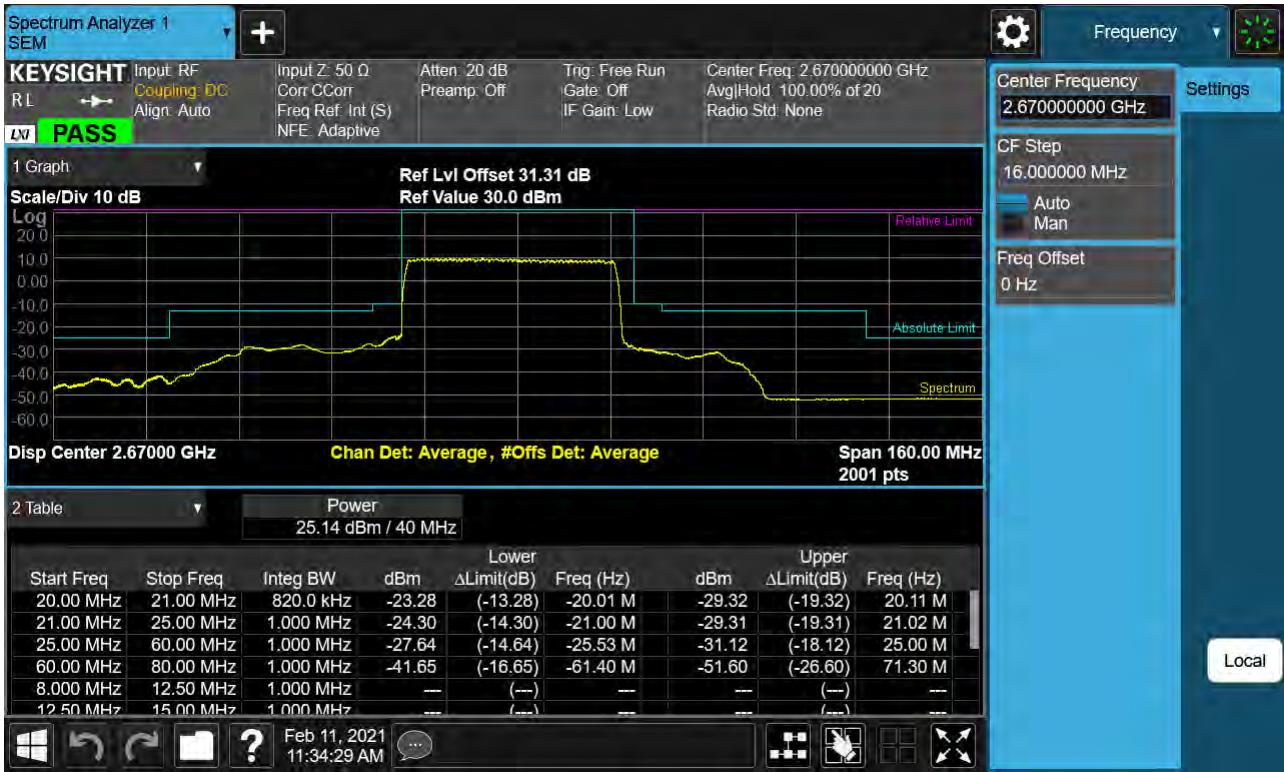 Spectrum Analyzer 1
SEM
Frequency
KEYSIGHT
RL
LXI PASS
Input: RF
Coupling: DC
Align: Auto
Input Z: 50 Ω
Corr CCorr
Freq Ref: Int (S)
NFE: Adaptive
Atten: 20 dB
Preamp: Off
Trig: Free Run
Gate: Off
IF Gain: Low
Center Freq: 2.670000000 GHz
Avg|Hold: 100.00% of 20
Radio Std: None
Center Frequency
2.670000000 GHz
Settings
CF Step
16.000000 MHz
Auto
Man
Freq Offset
0 Hz
Local
1 Graph
Scale/Div 10 dB
Ref Lvl Offset 31.31 dB
Ref Value 30.0 dBm
Log
20.0
10.0
0.00
-10.0
-20.0
-30.0
-40.0
-50.0
-60.0
Relative Limit
Absolute Limit
Spectrum
Disp Center 2.67000 GHz
Chan Det: Average, #Offs Det: Average
Span 160.00 MHz
2001 pts
2 Table
Power
25.14 dBm / 40 MHz
Lower Upper
Start Freq Stop Freq Integ BW dBm ΔLimit(dB) Freq (Hz) dBm ΔLimit(dB) Freq (Hz)
20.00 MHz 21.00 MHz 820.0 kHz -23.28 (-13.28) -20.01 M -29.32 (-19.32) 20.11 M
21.00 MHz 25.00 MHz 1.000 MHz -24.30 (-14.30) -21.00 M -29.31 (-19.31) 21.02 M
25.00 MHz 60.00 MHz 1.000 MHz -27.64 (-14.64) -25.53 M -31.12 (-18.12) 25.00 M
60.00 MHz 80.00 MHz 1.000 MHz -41.65 (-16.65) -61.40 M -51.60 (-26.60) 71.30 M
8.000 MHz 12.50 MHz 1.000 MHz --- (---) --- --- (---) ---
12.50 MHz 15.00 MHz 1.000 MHz --- (---) --- --- (---) ---
Feb 11, 2021
11:34:29 AM